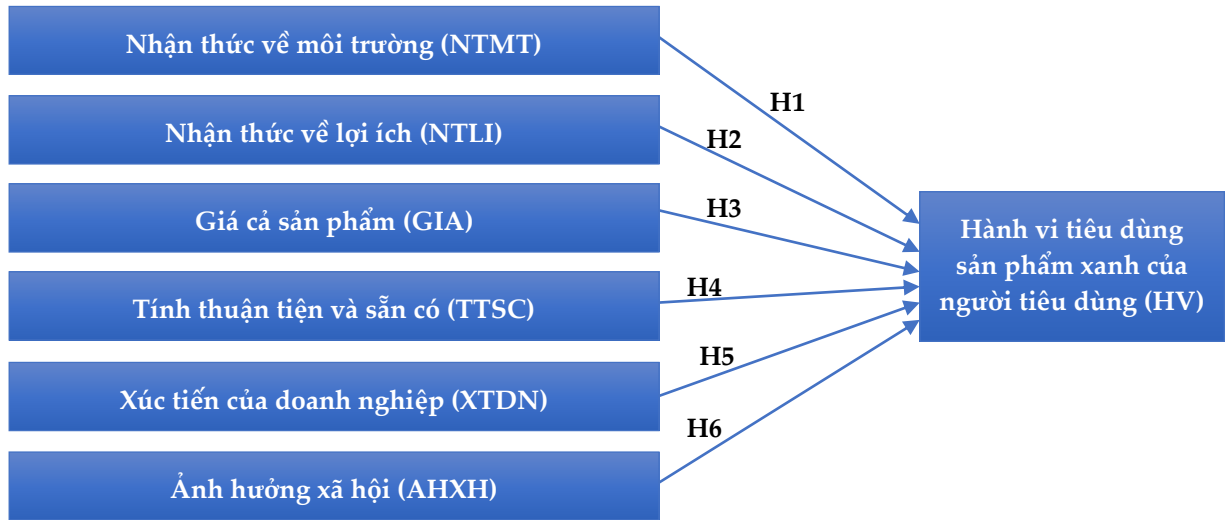 Nhận thức về môi trường (NTMT)
H1
Nhận thức về lợi ích (NTLI)
H2
Giá cả sản phẩm (GIA)
H3
Tính thuận tiện và sẵn có (TTSC)
H4
Xúc tiến của doanh nghiệp (XTDN)
H5
Ảnh hưởng xã hội (AHXH)
H6
Hành vi tiêu dùng
sản phẩm xanh của
người tiêu dùng (HV)